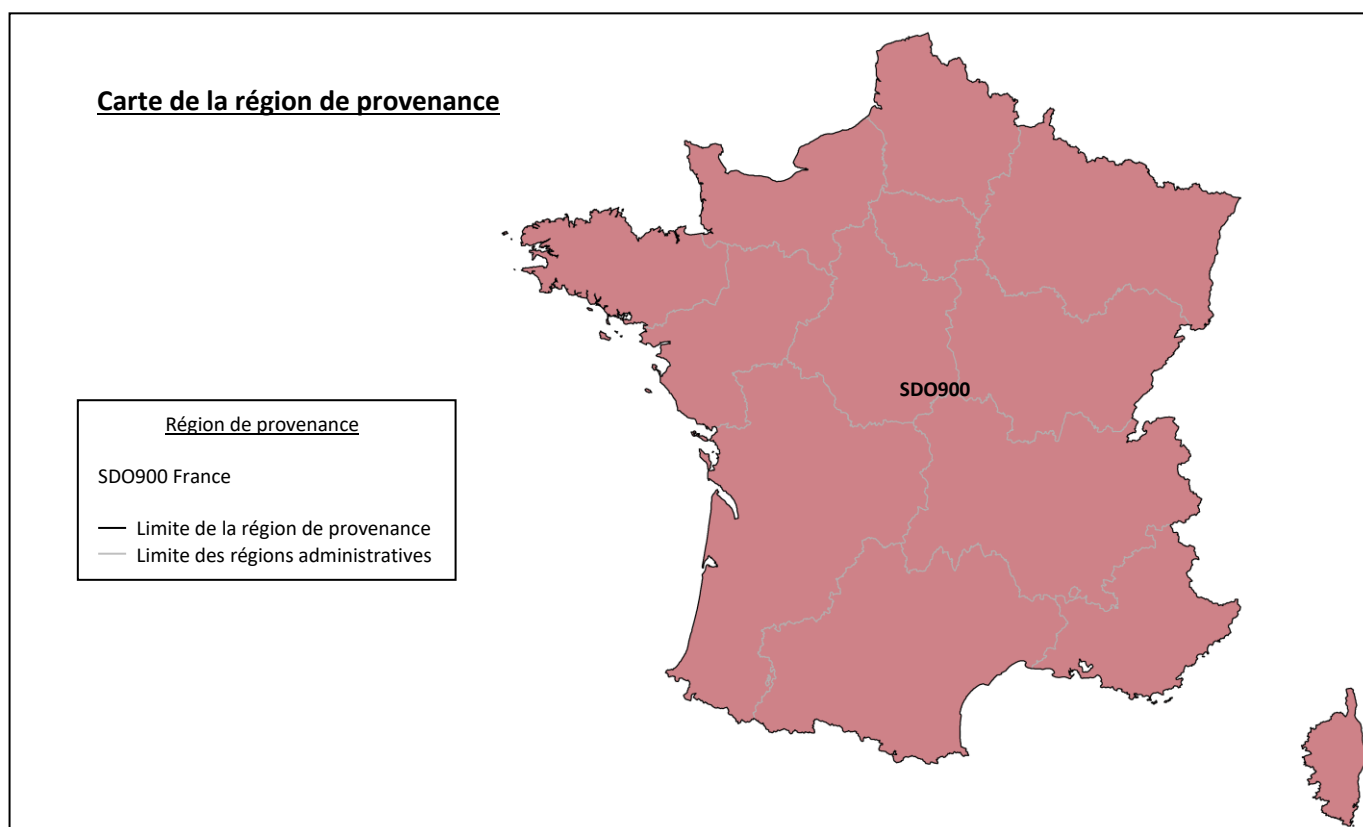 Carte de la région de provenance
SDO900
Région de provenance
SDO900 France
Limite de la région de provenance
Limite des régions administratives